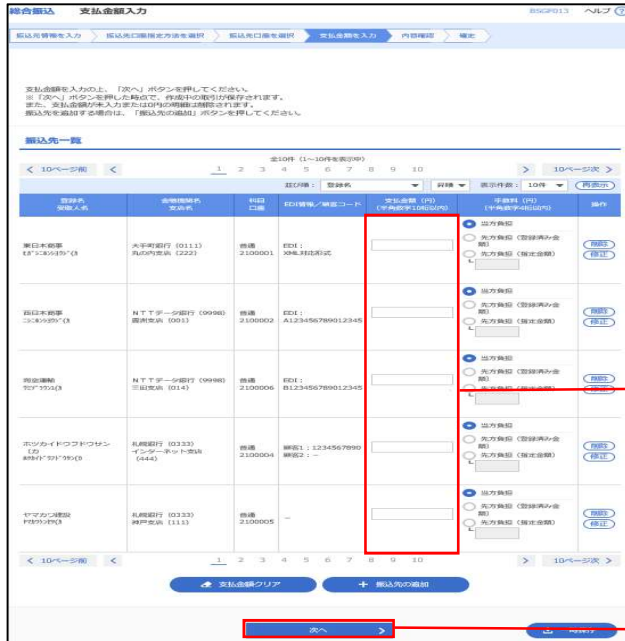 総合振込 支払金額入力 BSGF013 ヘルプ ?
振込元情報を入力 振込先口座指定方法を選択 振込先口座を選択 支払金額を入力 内容確認 確定
支払金額を入力の上、「次へ」ボタンを押してください。
※「次へ」ボタンを押した時点で、作成中の取引が保存されます。
また、支払金額が未入力または0円の明細は削除されます。
振込先を追加する場合は、「振込先の追加」ボタンを押してください。
振込先一覧
全10件（1～10件を表示中）
< 10ページ前 < 1 2 3 4 5 6 7 8 9 10 > 10ページ次 >
並び順： 登録名 昇順 表示件数： 10件 再表示
登録名 金融機関名 科目 EDI情報／顧客コード 支払金額（円） 手数料（円） 操作
受取人名 支店名 口座 （半角数字10桁以内） （半角数字4桁以内）
当方負担
東日本商事 大手町銀行（0111） 普通 EDI： 先方負担（登録済み金額） 削除
丸の内支店（222） 2100001 XML対応形式 先方負担（指定金額） 修正
当方負担
西日本商事 NTTデータ銀行（9998） 普通 EDI： 先方負担（登録済み金額） 削除
豊洲支店（001） 2100002 A123456789012345 先方負担（指定金額） 修正
当方負担
NTTデータ銀行（9998） 普通 EDI： 先方負担（登録済み金額） 削除
三田支店（014） 2100006 B123456789012345 先方負担（指定金額） 修正
当方負担
札幌銀行（0333） 普通 顧客1：1234567890 先方負担（登録済み金額） 削除
インターネット支店（444） 2100004 顧客2：－ 先方負担（指定金額） 修正
当方負担
ヤマカワ建設 札幌銀行（0333） 普通 － 先方負担（登録済み金額） 削除
神戸支店（111） 2100005 先方負担（指定金額） 修正
< 10ページ前 < 1 2 3 4 5 6 7 8 9 10 > 10ページ次 >
支払金額クリア ＋ 振込先の追加
次へ >